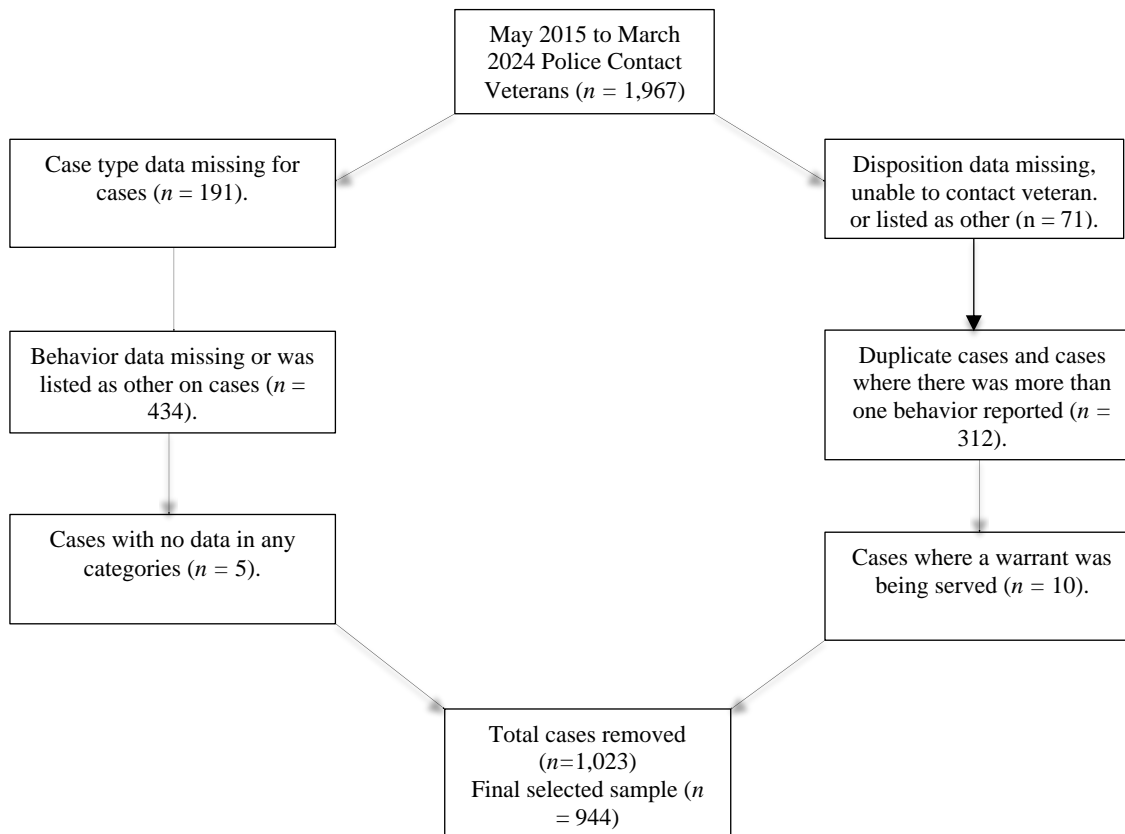 May 2015 to March
2024 Police Contact
Veterans (n = 1,967)
Case type data missing for
cases (n = 191).
Disposition data missing,
unable to contact veteran.
or listed as other (n = 71).
Behavior data missing or was
listed as other on cases (n =
434).
Duplicate cases and cases
where there was more than
one behavior reported (n =
312).
Cases with no data in any
categories (n = 5).
Cases where a warrant was
being served (n = 10).
Total cases removed
(n=1,023)
Final selected sample (n
= 944)